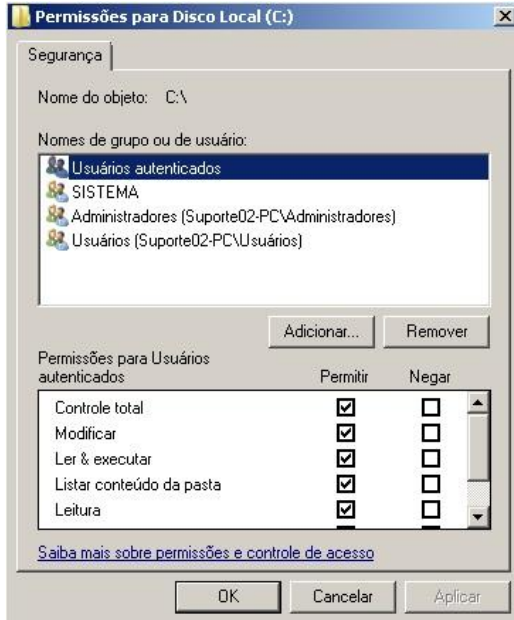 Permissões para Disco Local (C:)
Segurança
Nome do objeto: C:\
Nomes de grupo ou de usuário:
Usuários autenticados
SISTEMA
Administradores (Suporte02-PC\Administradores)
Usuários (Suporte02-PC\Usuários)
Adicionar... Remover
Permissões para Usuários
autenticados Permitir Negar
Controle total
Modificar
Ler & executar
Listar conteúdo da pasta
Leitura
Saiba mais sobre permissões e controle de acesso
OK Cancelar Aplicar